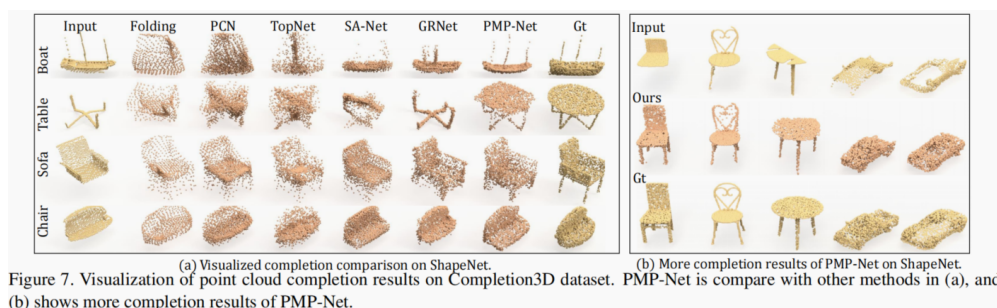 Input Folding PCN TopNet SA-Net GRNet PMP-Net Gt
Boat
Table
Sofa
Chair
(a) Visualized completion comparison on ShapeNet.
Input
Ours
Gt
(b) More completion results of PMP-Net on ShapeNet.
Figure 7. Visualization of point cloud completion results on Completion3D dataset. PMP-Net is compare with other methods in (a), and
(b) shows more completion results of PMP-Net.